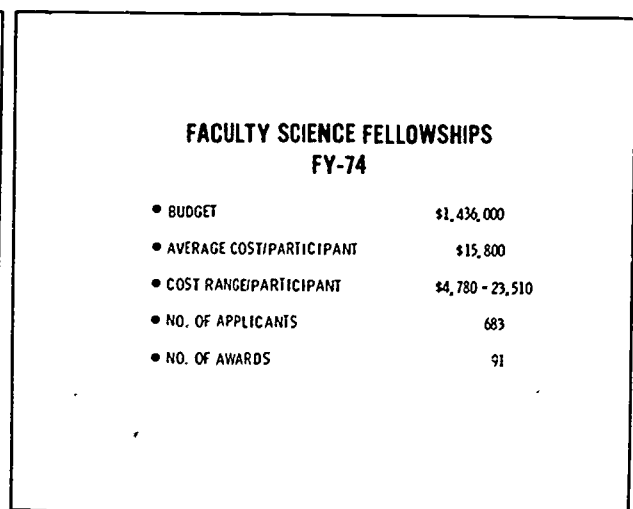 FACULTY SCIENCE FELLOWSHIPS
FY-74
• BUDGET $1,436,000
• AVERAGE COST/PARTICIPANT $15,800
• COST RANGE/PARTICIPANT $4,780 - 23,510
• NO. OF APPLICANTS 683
• NO. OF AWARDS 91